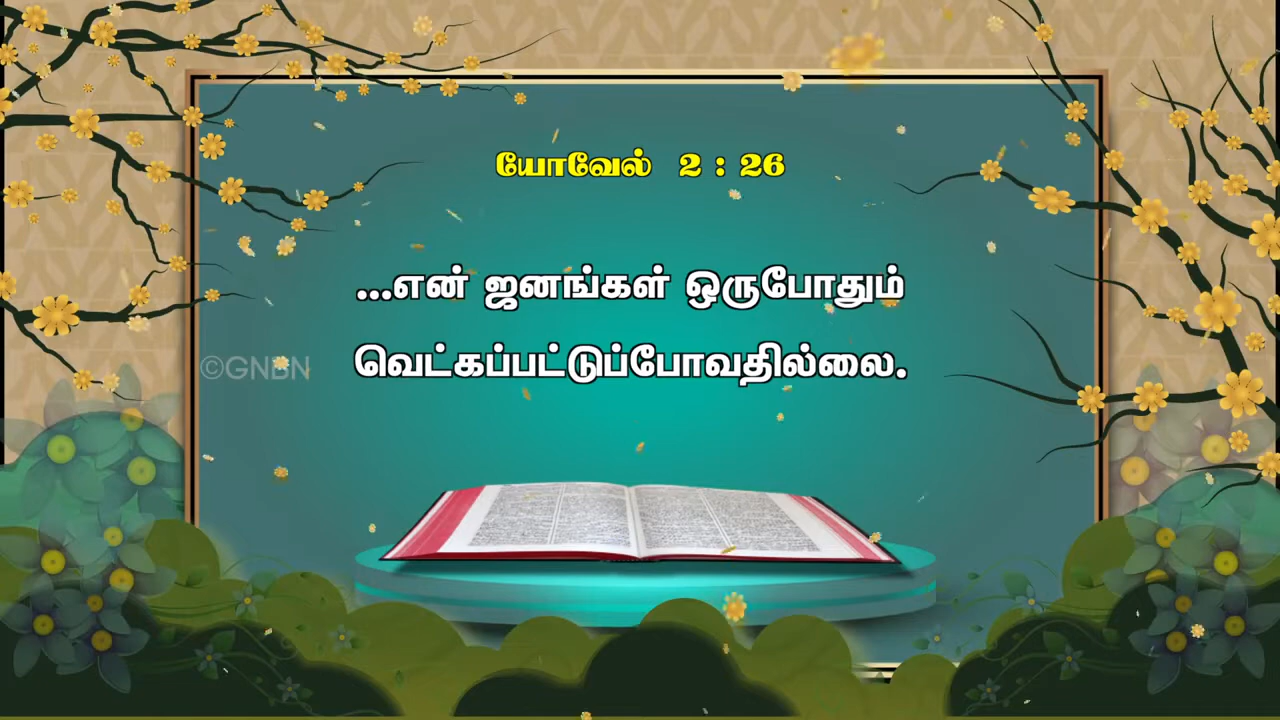 யோவேல் 2 : 26
...என் ஜனங்கள் ஒருபோதும்
வெட்கப்பட்டுப்போவதில்லை.
©GNBN